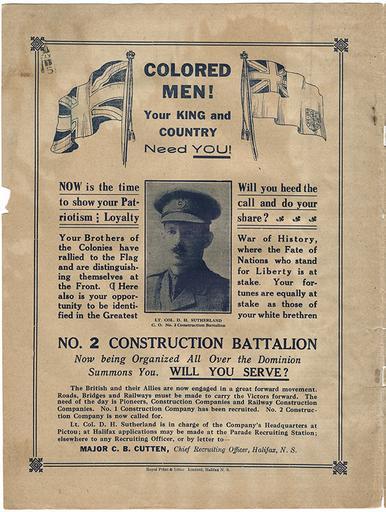 COLORED
MEN!
Your KING and
COUNTRY
Need YOU!
NOW is the time
to show your Pat-
riotism ; Loyalty
Your Brothers of
the Colonies have
rallied to the Flag
and are distinguish-
ing themselves at
the Front. ¶ Here
also is your oppor-
tunity to be identi-
fied in the Greatest
LT. COL. D. H. SUTHERLAND
C. O. No. 2 Construction Battalion
Will you heed the
call and do your
share?
War of History,
where the Fate of
Nations who stand
for Liberty is at
stake. Your for-
tunes are equally at
stake as those of
your white brethren
NO. 2 CONSTRUCTION BATTALION
Now being Organized All Over the Dominion
Summons You. WILL YOU SERVE?
The British and their Allies are now engaged in a great forward movement.
Roads, Bridges and Railways must be made to carry the Victors forward. The
need of the day is Pioneers, Construction Companies and Railway Construction
Companies. No. 1 Construction Company has been recruited. No. 2 Construc-
tion Company is now called for.
Lt. Col. D. H. Sutherland is in charge of the Company's Headquarters at
Pictou; at Halifax applications may be made at the Parade Recruiting Station;
elsewhere to any Recruiting Officer, or by letter to—
MAJOR C. B. CUTTEN, Chief Recruiting Officer, Halifax, N. S.
Royal Print & Litho Limited, Halifax N. S.